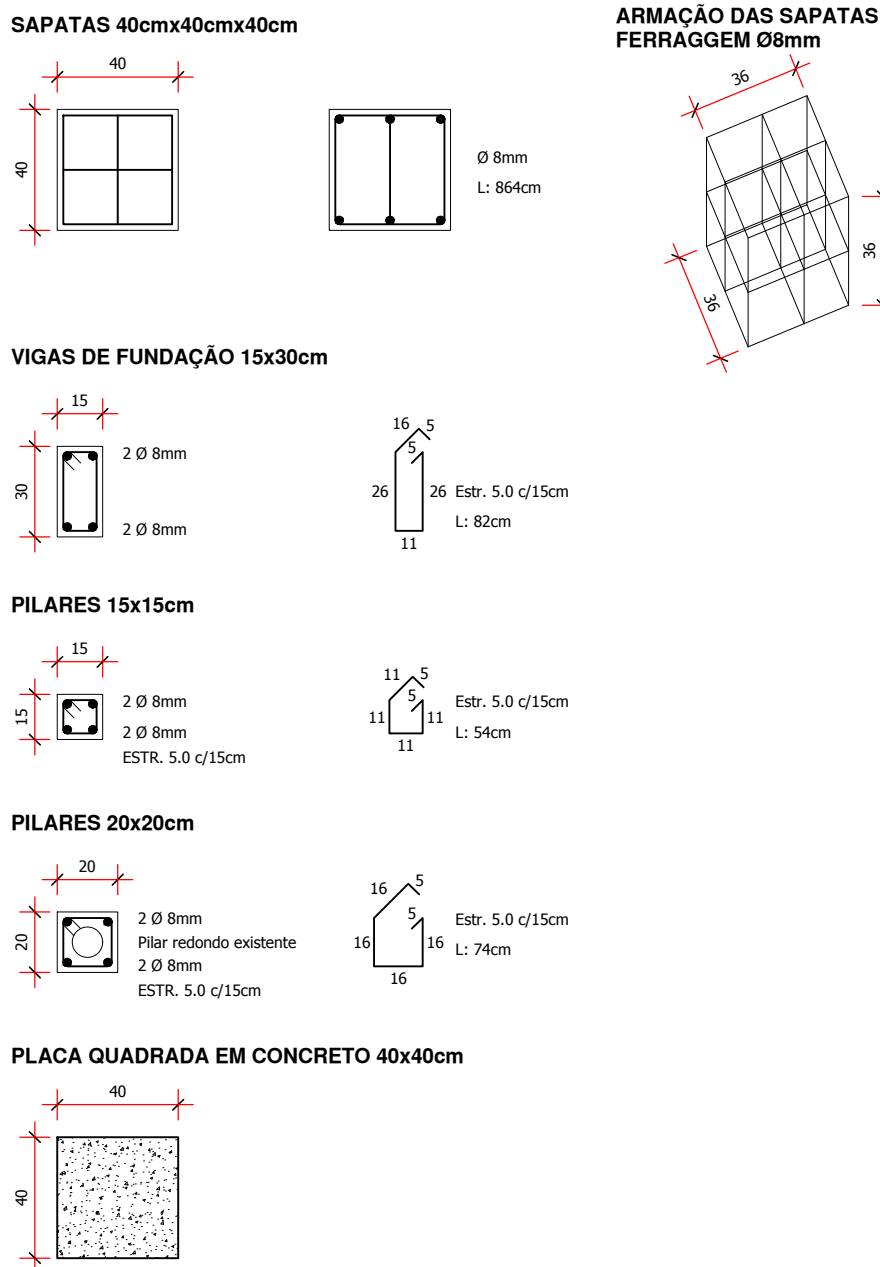 SAPATAS 40cmx40cmx40cm
40
40
Ø 8mm
L: 864cm
ARMAÇÃO DAS SAPATAS
FERRAGGEM Ø8mm
36
36
36
VIGAS DE FUNDAÇÃO 15x30cm
15
30
2 Ø 8mm
2 Ø 8mm
16 5
5
26 26
11
Estr. 5.0 c/15cm
L: 82cm
PILARES 15x15cm
15
15
2 Ø 8mm
2 Ø 8mm
ESTR. 5.0 c/15cm
11 5
5
11 11
11
Estr. 5.0 c/15cm
L: 54cm
PILARES 20x20cm
20
20
2 Ø 8mm
Pilar redondo existente
2 Ø 8mm
ESTR. 5.0 c/15cm
16 5
5
16 16
16
Estr. 5.0 c/15cm
L: 74cm
PLACA QUADRADA EM CONCRETO 40x40cm
40
40